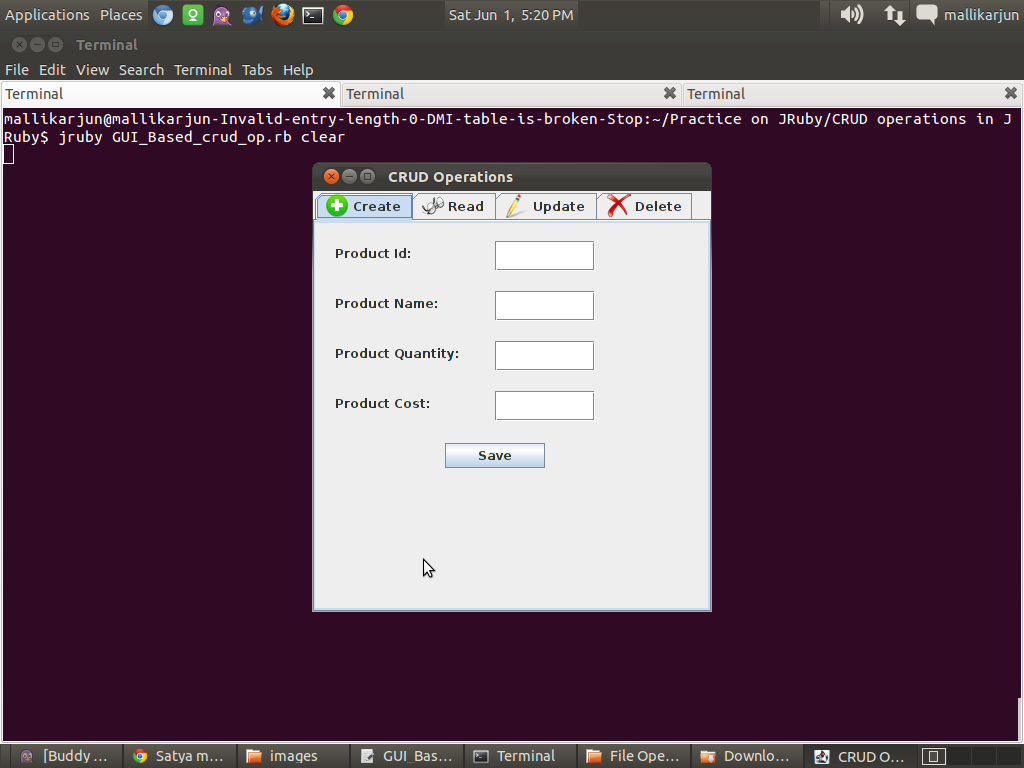 Applications Places Sat Jun 1, 5:20 PM mallikarjun
Terminal
File Edit View Search Terminal Tabs Help
Terminal Terminal Terminal
mallikarjun@mallikarjun-Invalid-entry-length-0-DMI-table-is-broken-Stop:~/Practice on JRuby/CRUD operations in J
Ruby$ jruby GUI_Based_crud_op.rb clear
CRUD Operations
Create Read Update Delete
Product Id:
Product Name:
Product Quantity:
Product Cost:
Save
[Buddy ... Satya m... images GUI_Bas... Terminal File Ope... Downlo... CRUD O...